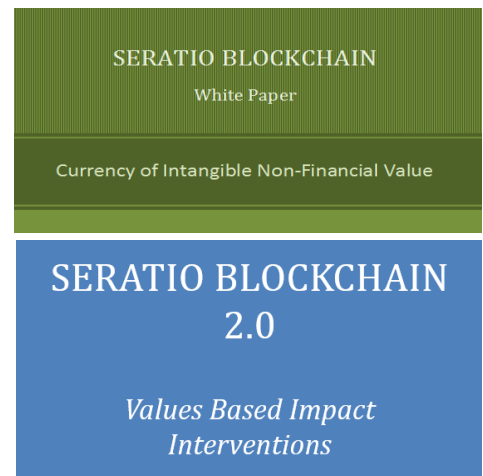 SERATIO BLOCKCHAIN
White Paper
Currency of Intangible Non-Financial Value
SERATIO BLOCKCHAIN
2.0
Values Based Impact
Interventions